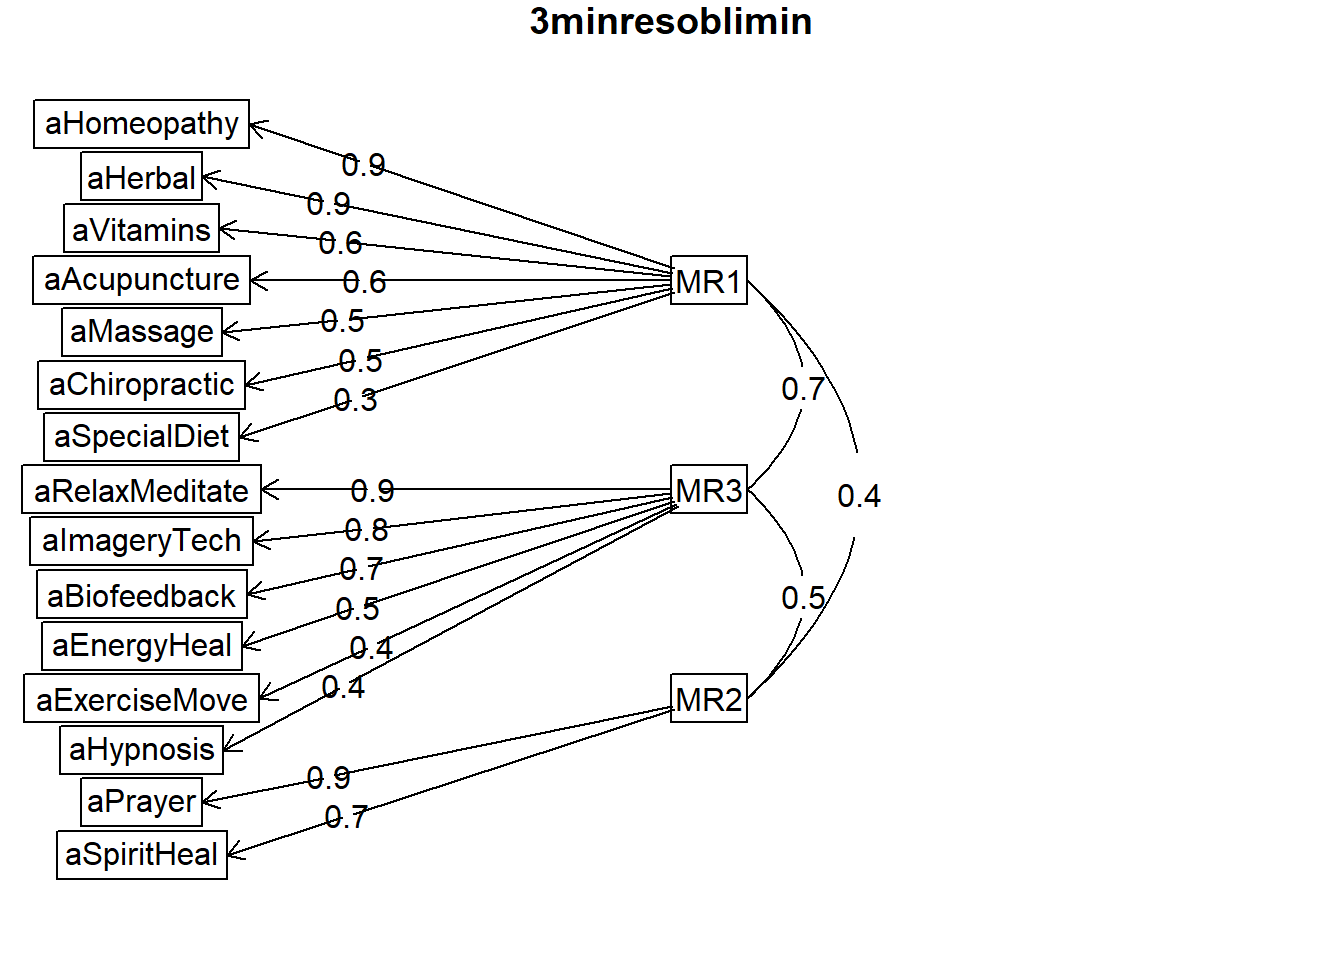 3minresoblimin
aHomeopathy
aHerbal
aVitamins
aAcupuncture
aMassage
aChiropractic
aSpecialDiet
aRelaxMeditate
aImageryTech
aBiofeedback
aEnergyHeal
aExerciseMove
aHypnosis
aPrayer
aSpiritHeal
0.9
0.9
0.6
0.6
0.5
0.5
0.3
0.9
0.8
0.7
0.5
0.4
0.4
0.9
0.7
MR1
MR3
MR2
0.7
0.4
0.5